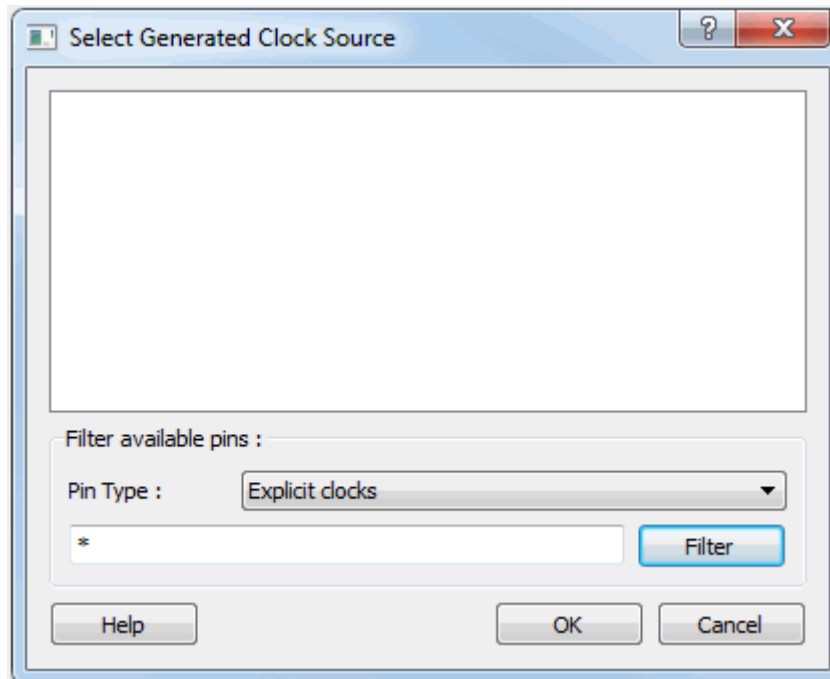 Select Generated Clock Source
?
X
Filter available pins :
Pin Type : Explicit clocks
* Filter
Help OK Cancel